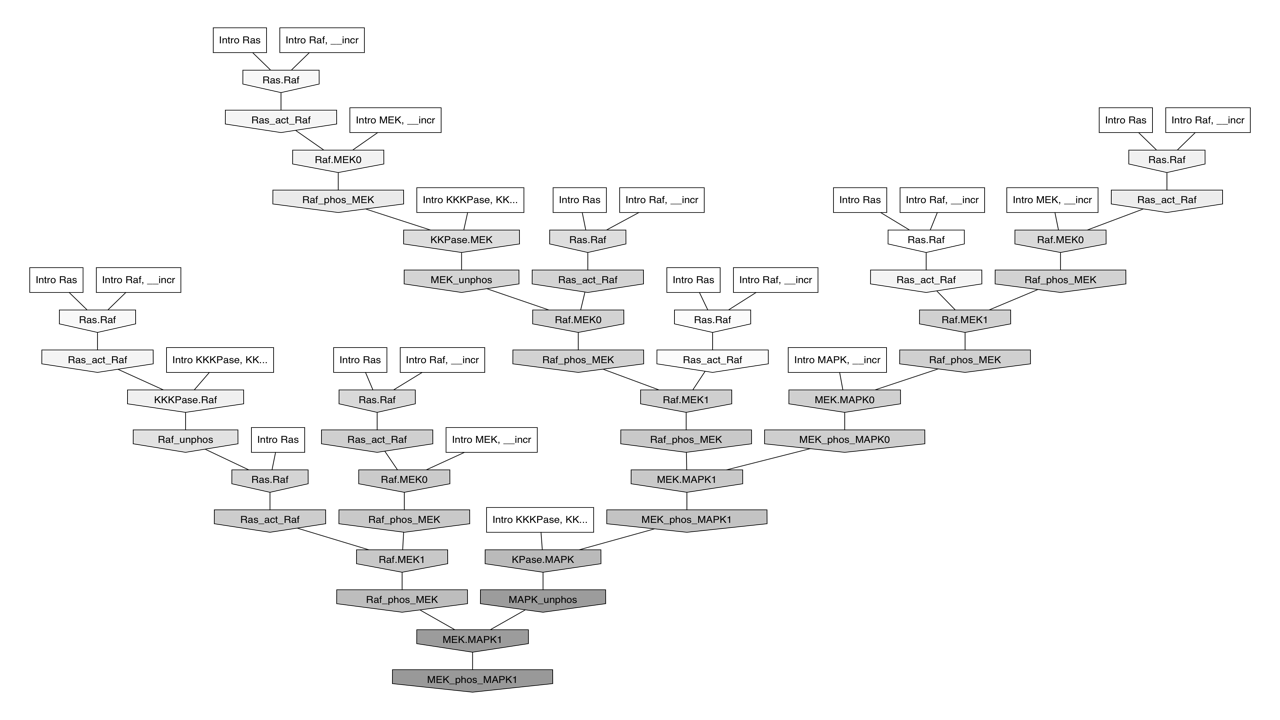 Intro Ras
Intro Raf, __incr
Ras.Raf
Ras_act_Raf
Intro MEK, __incr
Intro Ras
Intro Raf, __incr
Raf.MEK0
Ras.Raf
Raf_phos_MEK
Intro KKKPase, KK...
Intro Ras
Intro Raf, __incr
Intro Ras
Intro Raf, __incr
Intro MEK, __incr
Ras_act_Raf
KKPase.MEK
Ras.Raf
Ras.Raf
Raf.MEK0
Intro Ras
Intro Raf, __incr
MEK_unphos
Ras_act_Raf
Intro Ras
Intro Raf, __incr
Ras_act_Raf
Raf_phos_MEK
Ras.Raf
Raf.MEK0
Ras.Raf
Raf.MEK1
Ras_act_Raf
Intro KKKPase, KK...
Intro Ras
Intro Raf, __incr
Raf_phos_MEK
Ras_act_Raf
Intro MAPK, __incr
Raf_phos_MEK
KKKPase.Raf
Ras.Raf
Raf.MEK1
MEK.MAPK0
Raf_unphos
Intro Ras
Ras_act_Raf
Intro MEK, __incr
Raf_phos_MEK
MEK_phos_MAPK0
Ras.Raf
Raf.MEK0
MEK.MAPK1
Ras_act_Raf
Raf_phos_MEK
Intro KKKPase, KK...
MEK_phos_MAPK1
Raf.MEK1
KPase.MAPK
Raf_phos_MEK
MAPK_unphos
MEK.MAPK1
MEK_phos_MAPK1